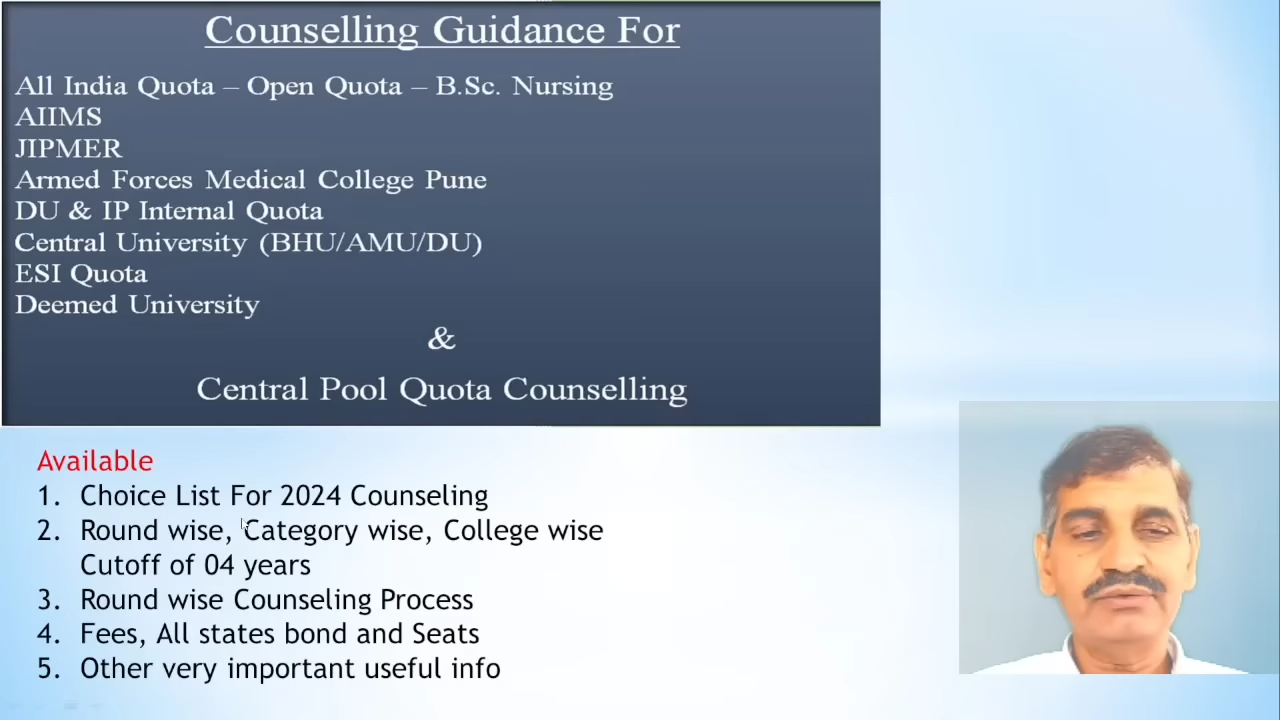 Counselling Guidance For
All India Quota – Open Quota – B.Sc. Nursing
AIIMS
JIPMER
Armed Forces Medical College Pune
DU & IP Internal Quota
Central University (BHU/AMU/DU)
ESI Quota
Deemed University
&
Central Pool Quota Counselling
Available
1. Choice List For 2024 Counseling
2. Round wise, Category wise, College wise
Cutoff of 04 years
3. Round wise Counseling Process
4. Fees, All states bond and Seats
5. Other very important useful info